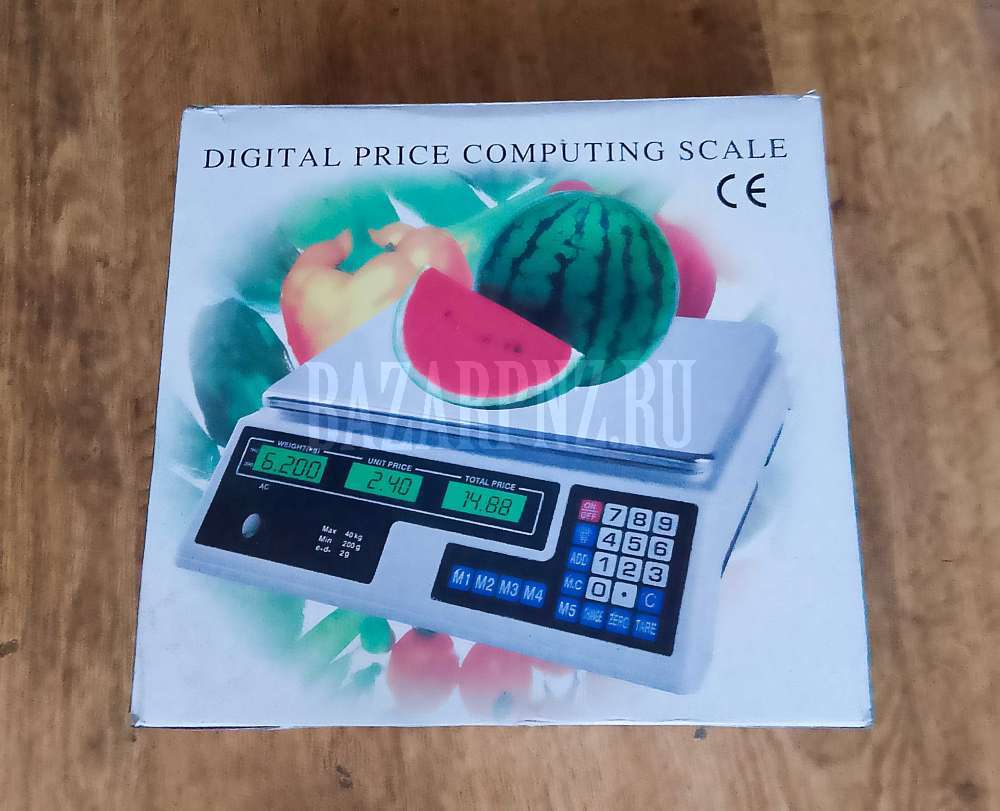 DIGITAL PRICE COMPUTING SCALE
CE
BAZARPNZ.RU
WEIGHT(kg) UNIT PRICE TOTAL PRICE
6.200 2.40 14.88
AC
Max 40kg
Min 200g
e=d= 2g
ON OFF 7 8 9
4 5 6
ADD 1 2 3
M.C 0 . C
M1 M2 M3 M4 M5 CHANGE ZERO TARE